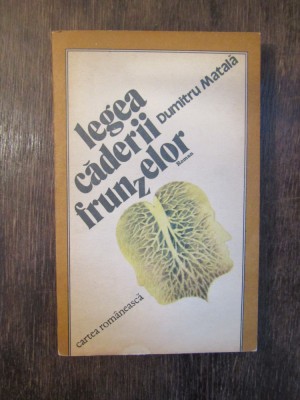 legea
căderii
frunzelor
Dumitru Matală
Roman
cartea românească